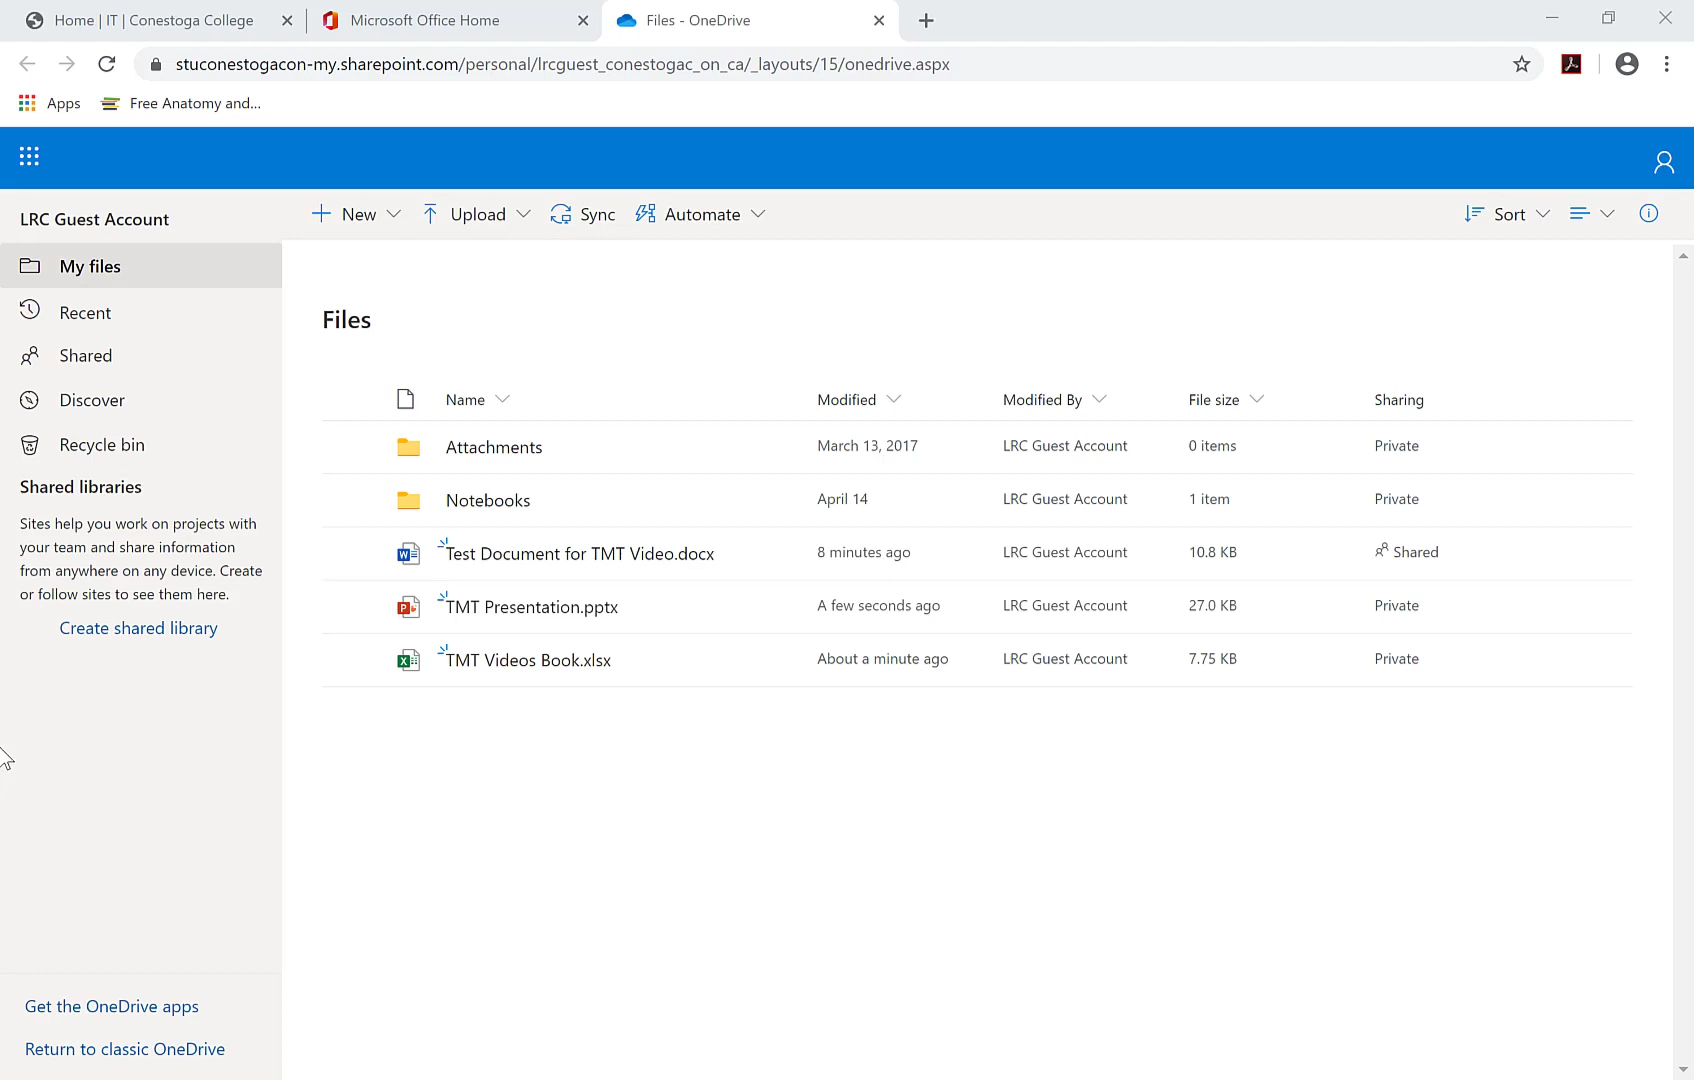 Home | IT | Conestoga College
Microsoft Office Home
Files - OneDrive
stuconestogacon-my.sharepoint.com/personal/lrcguest_conestogac_on_ca/_layouts/15/onedrive.aspx
Apps
Free Anatomy and...
LRC Guest Account
New
Upload
Sync
Automate
Sort
My files
Recent
Shared
Discover
Recycle bin
Shared libraries
Sites help you work on projects with
your team and share information
from anywhere on any device. Create
or follow sites to see them here.
Create shared library
Get the OneDrive apps
Return to classic OneDrive
Files
Name Modified Modified By File size Sharing
Attachments March 13, 2017 LRC Guest Account 0 items Private
Notebooks April 14 LRC Guest Account 1 item Private
Test Document for TMT Video.docx 8 minutes ago LRC Guest Account 10.8 KB Shared
TMT Presentation.pptx A few seconds ago LRC Guest Account 27.0 KB Private
TMT Videos Book.xlsx About a minute ago LRC Guest Account 7.75 KB Private